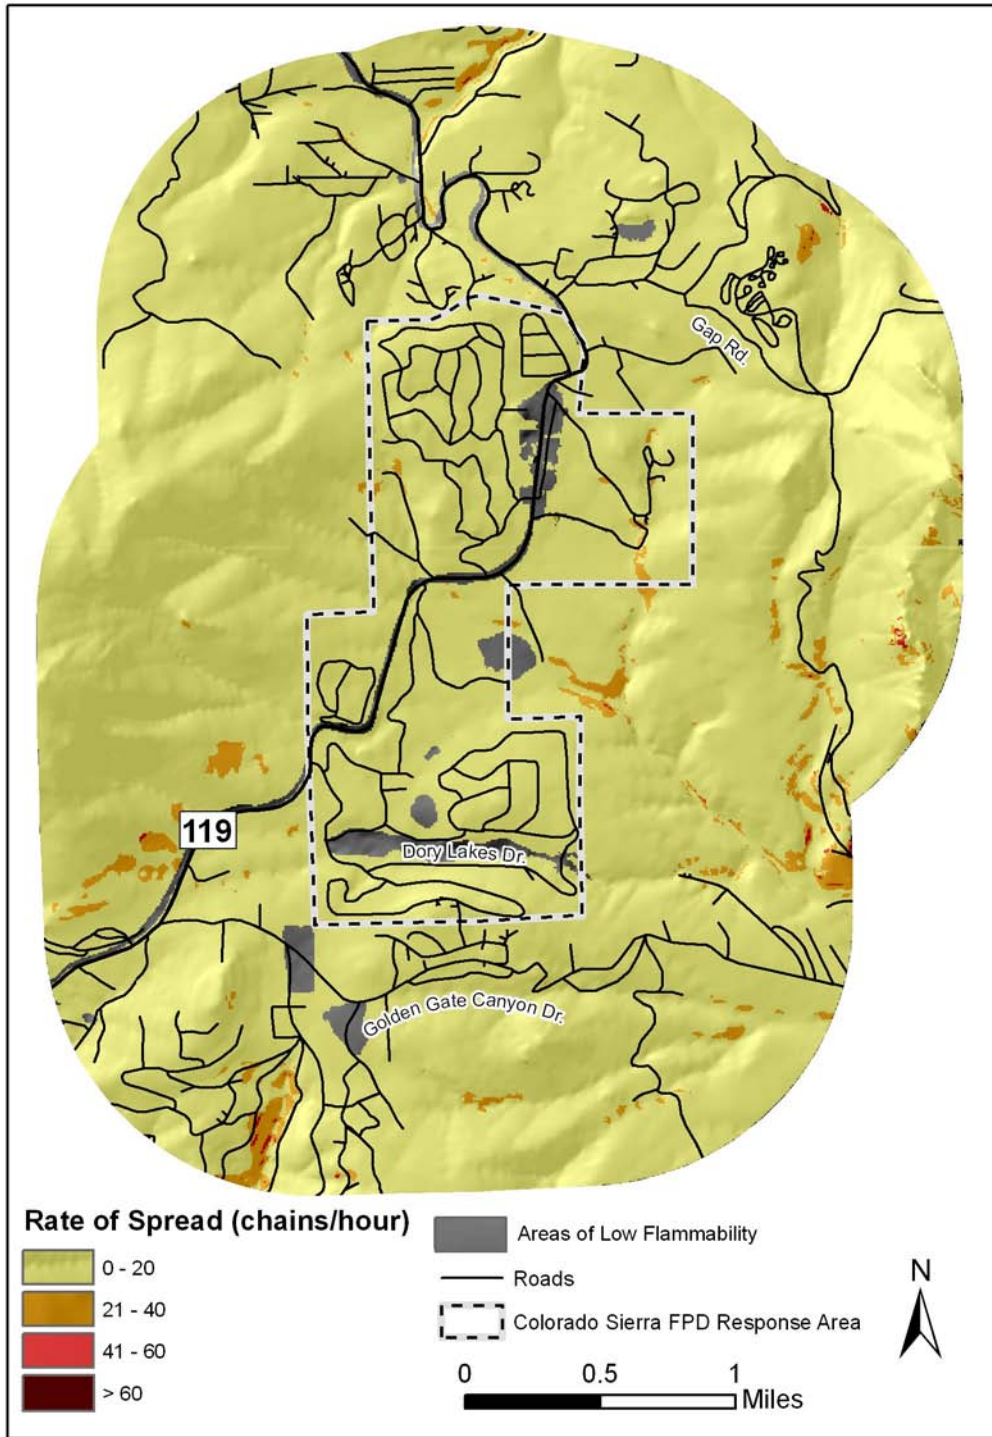 Gap Rd.
119
Dory Lakes Dr.
Golden Gate Canyon Dr.
Rate of Spread (chains/hour)
0 - 20
21 - 40
41 - 60
> 60
Areas of Low Flammability
Roads
Colorado Sierra FPD Response Area
0 0.5 1
Miles
N